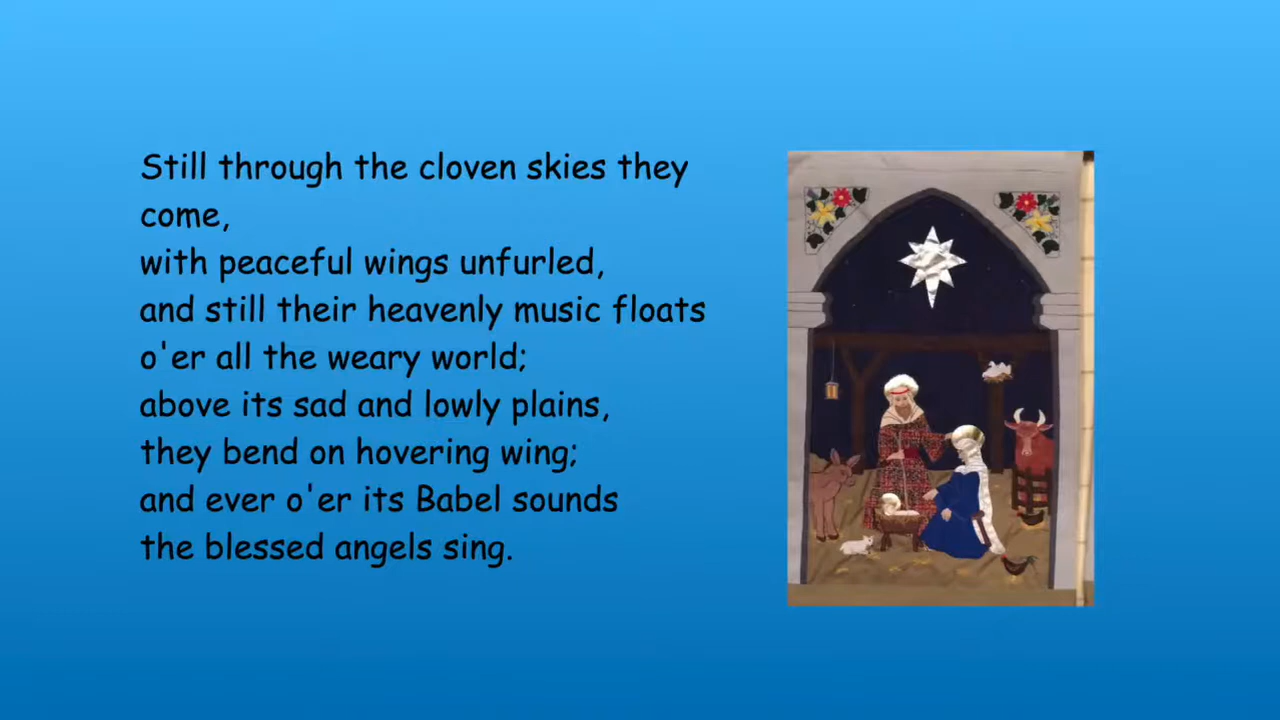 Still through the cloven skies they
come,
with peaceful wings unfurled,
and still their heavenly music floats
o'er all the weary world;
above its sad and lowly plains,
they bend on hovering wing;
and ever o'er its Babel sounds
the blessed angels sing.